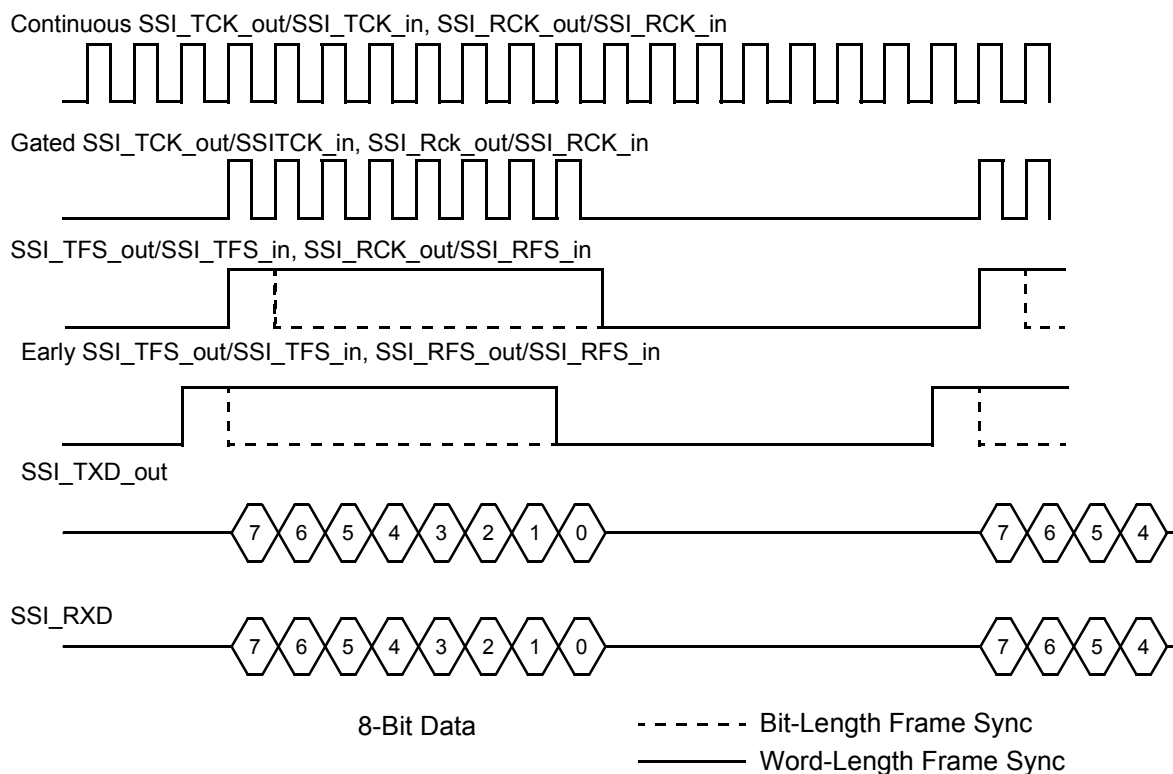 Continuous SSI_TCK_out/SSI_TCK_in, SSI_RCK_out/SSI_RCK_in
Gated SSI_TCK_out/SSITCK_in, SSI_Rck_out/SSI_RCK_in
SSI_TFS_out/SSI_TFS_in, SSI_RCK_out/SSI_RFS_in
Early SSI_TFS_out/SSI_TFS_in, SSI_RFS_out/SSI_RFS_in
SSI_TXD_out
7 6 5 4 3 2 1 0 7 6 5 4
SSI_RXD
7 6 5 4 3 2 1 0 7 6 5 4
8-Bit Data
Bit-Length Frame Sync
Word-Length Frame Sync